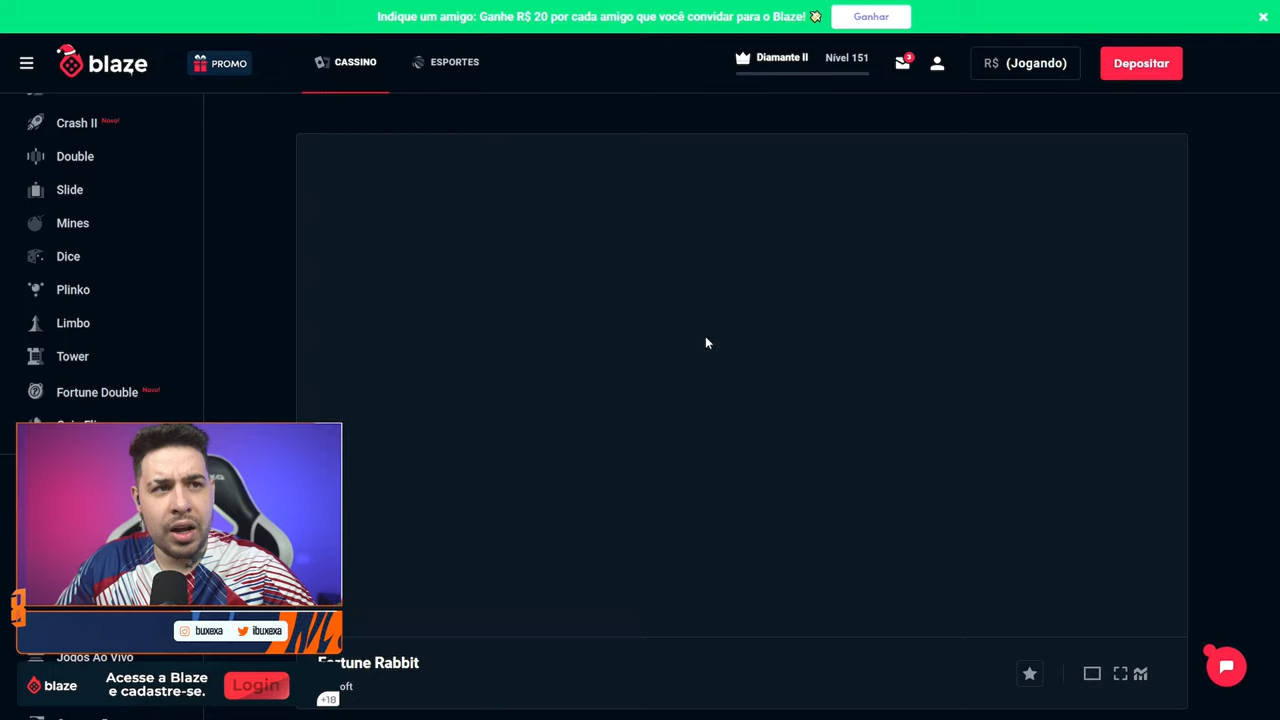 Indique um amigo: Ganhe R$ 20 por cada amigo que você convidar para o Blaze!
Ganhar
blaze
PROMO
CASSINO
ESPORTES
Diamante II
Nível 151
3
R$ (Jogando)
Depositar
Crash II Novo!
Double
Slide
Mines
Dice
Plinko
Limbo
Tower
Fortune Double Novo!
buxexa
ibuxexa
Jogos Ao Vivo
blaze
Acesse a Blaze
e cadastre-se.
Login
Fortune Rabbit
oft
+18